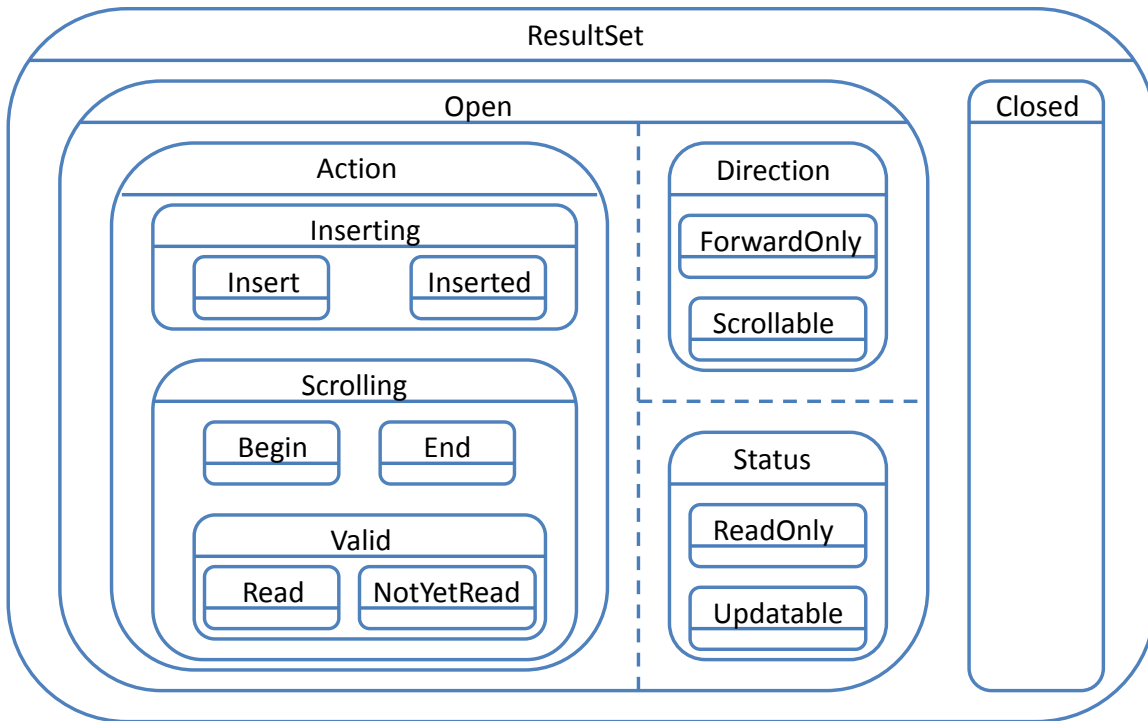 ResultSet
Open
Closed
Action
Direction
Inserting
ForwardOnly
Insert
Inserted
Scrollable
Scrolling
Begin
End
Status
Valid
ReadOnly
Read
NotYetRead
Updatable